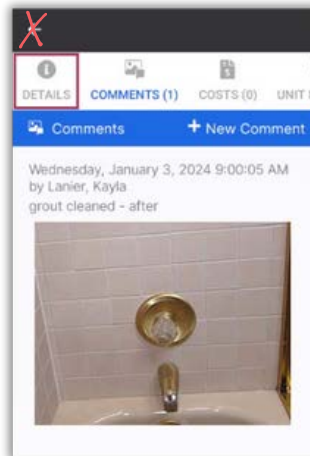 DETAILS COMMENTS (1) COSTS (0) UNIT
Comments + New Comment
Wednesday, January 3, 2024 9:00:05 AM
by Lanier, Kayla
grout cleaned - after